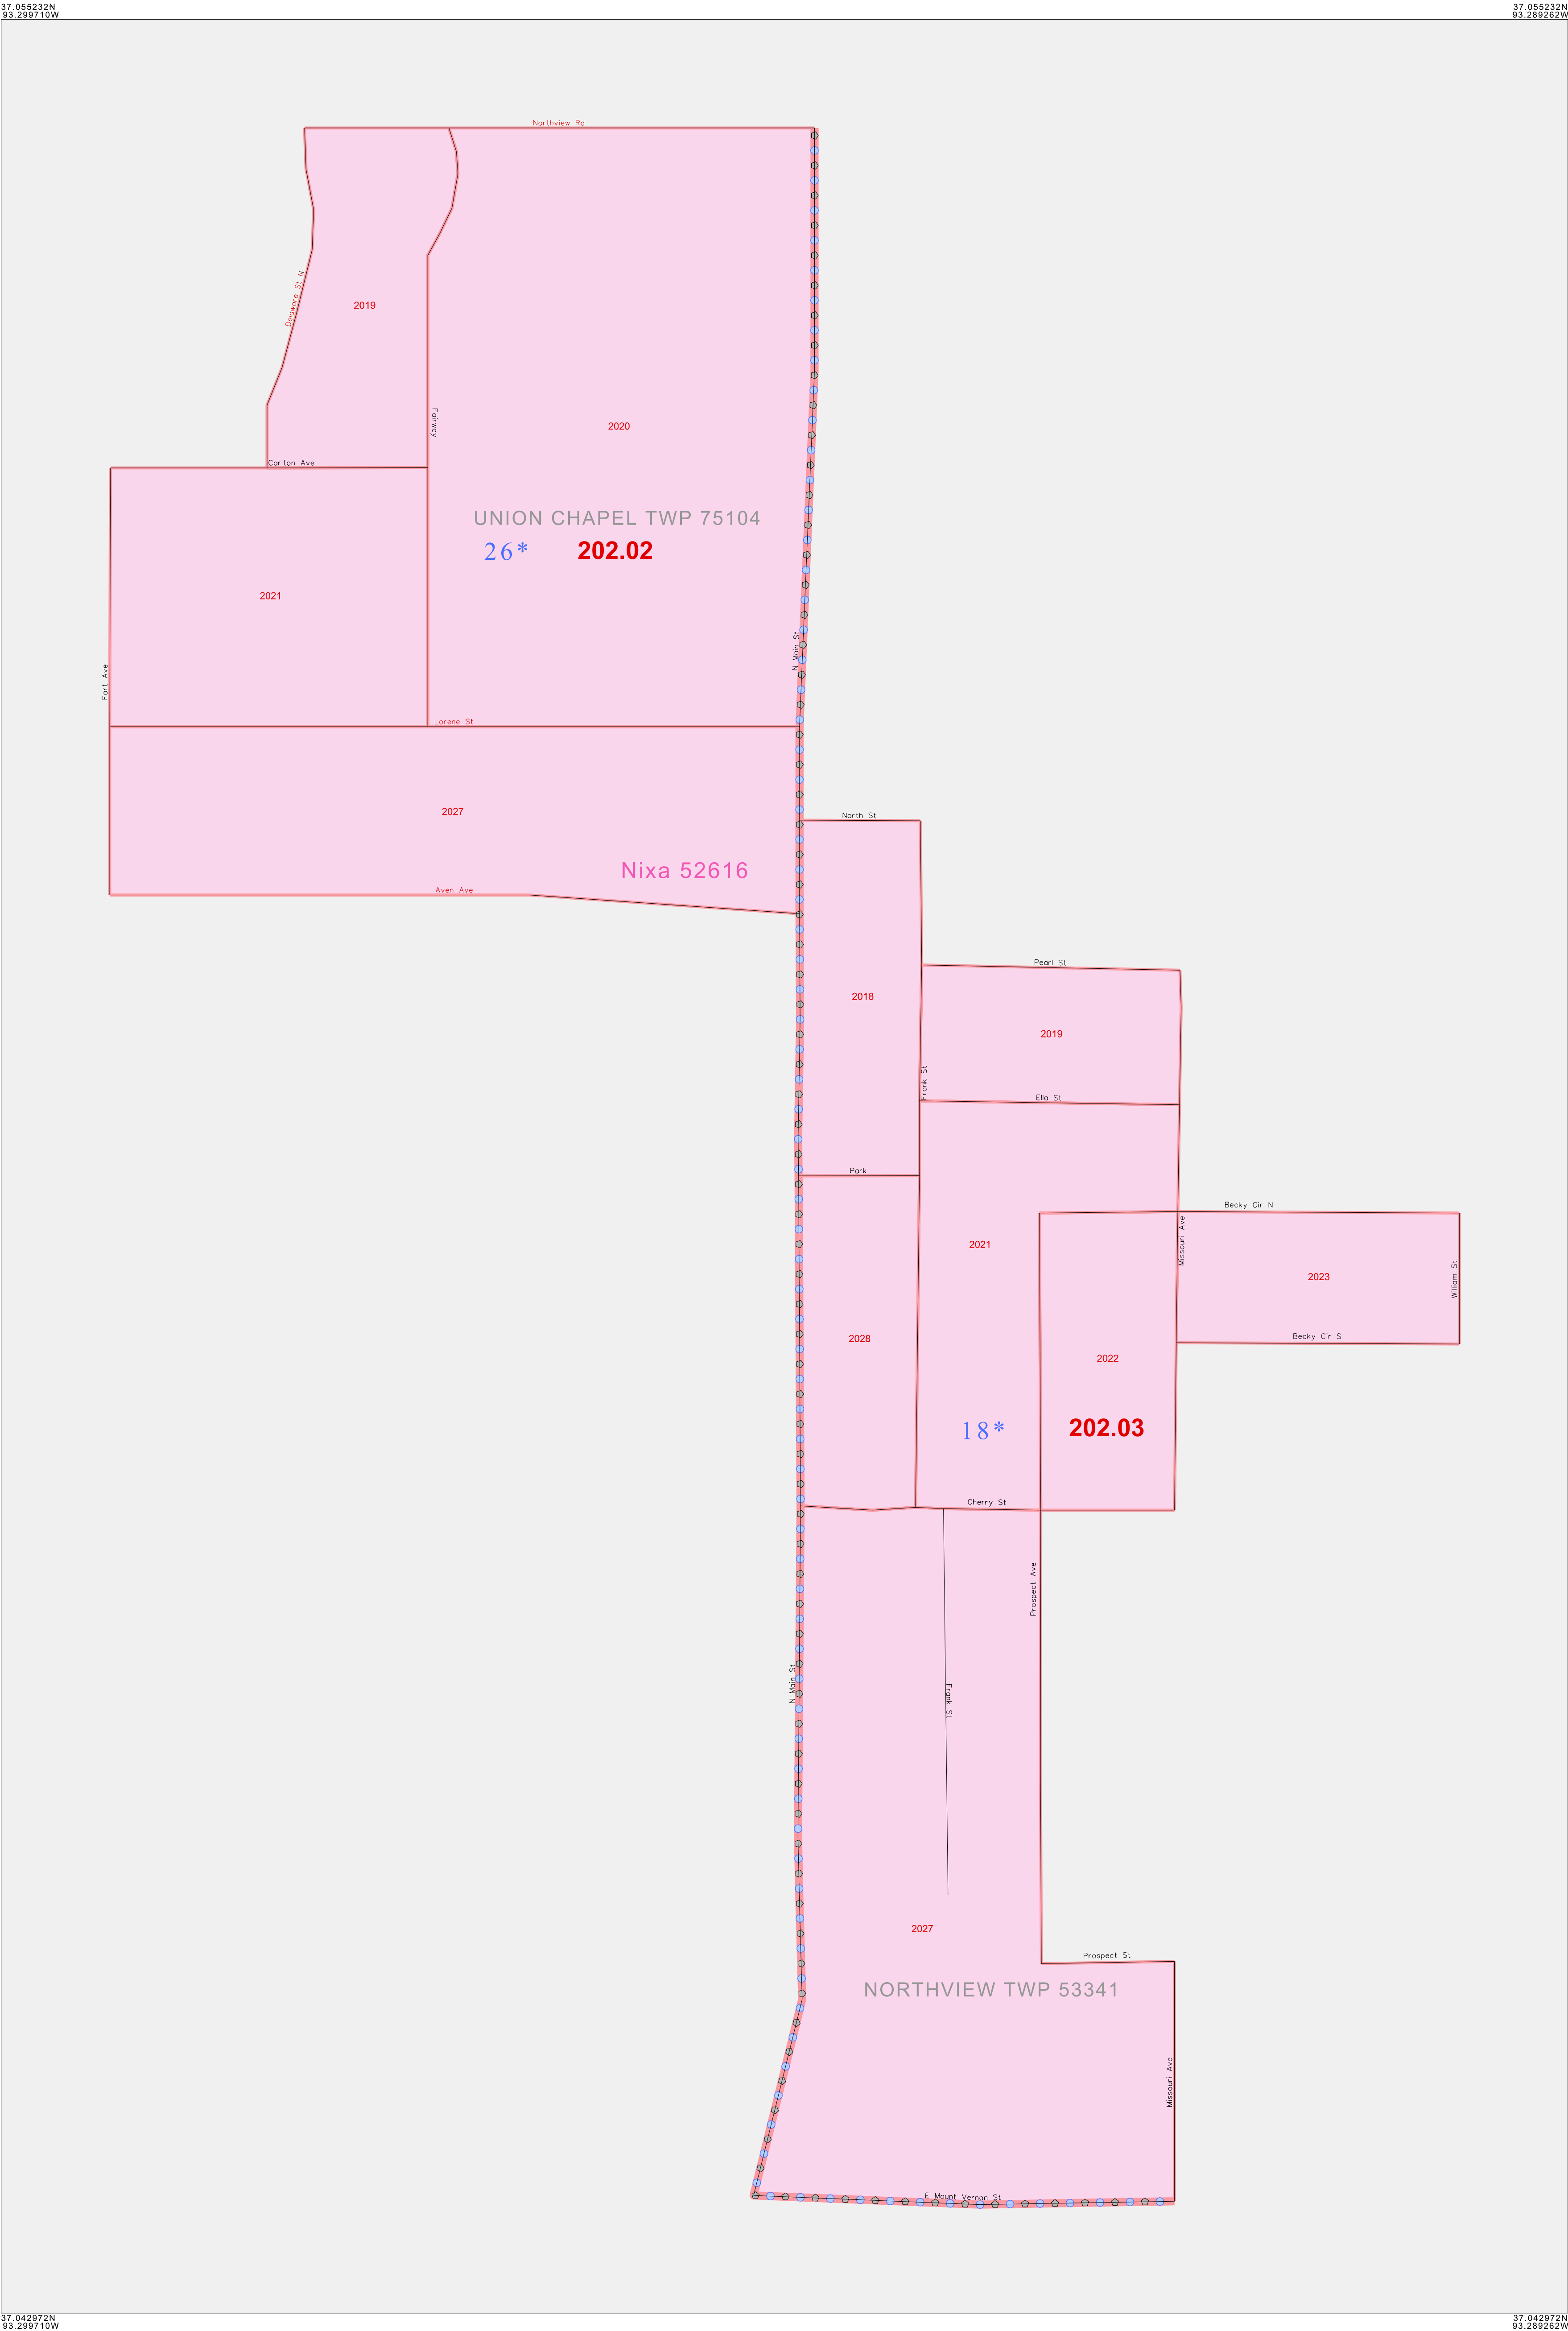 37.055232N
93.299710W
37.055232N
93.289262W
Northview Rd
Delaware St N
2019
Fairway
2020
Carlton Ave
UNION CHAPEL TWP 75104
26*
202.02
2021
N Main St
Fort Ave
Lorene St
2027
North St
Nixa 52616
Aven Ave
Pearl St
2018
2019
Frank St
Ella St
Park
Becky Cir N
Missouri Ave
2021
2023
William St
2028
Becky Cir S
2022
18*
202.03
Cherry St
Prospect Ave
N Main St
Frank St
2027
Prospect St
NORTHVIEW TWP 53341
Missouri Ave
E Mount Vernon St
37.042972N
93.299710W
37.042972N
93.289262W